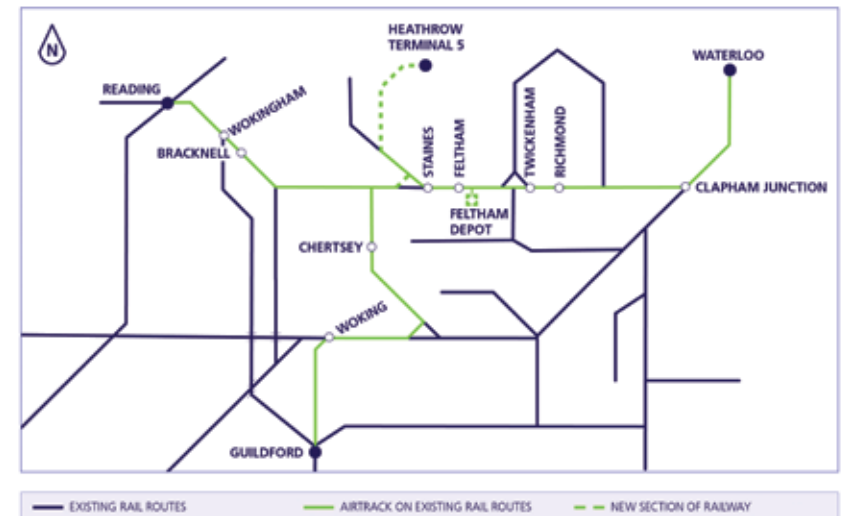 N
HEATHROW
TERMINAL 5
WATERLOO
READING
WOKINGHAM
BRACKNELL
STAINES
FELTHAM
TWICKENHAM
RICHMOND
CLAPHAM JUNCTION
FELTHAM
DEPOT
CHERTSEY
WOKING
GUILDFORD
EXISTING RAIL ROUTES
AIRTRACK ON EXISTING RAIL ROUTES
NEW SECTION OF RAILWAY